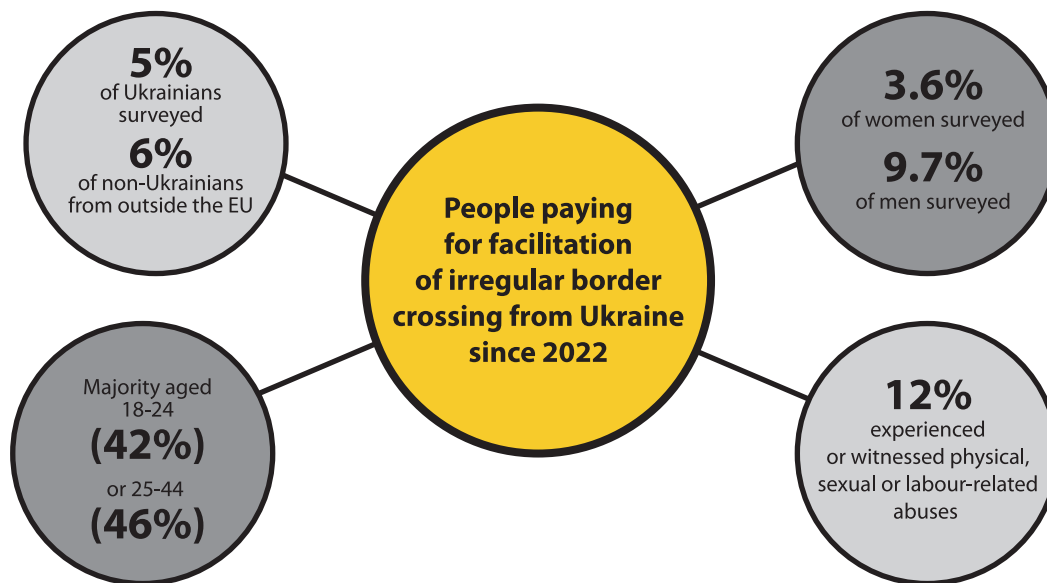 5%
of Ukrainians
surveyed
6%
of non-Ukrainians
from outside the EU
3.6%
of women surveyed
9.7%
of men surveyed
People paying
for facilitation
of irregular border
crossing from Ukraine
since 2022
Majority aged
18-24
(42%)
or 25-44
(46%)
12%
experienced
or witnessed physical,
sexual or labour-related
abuses